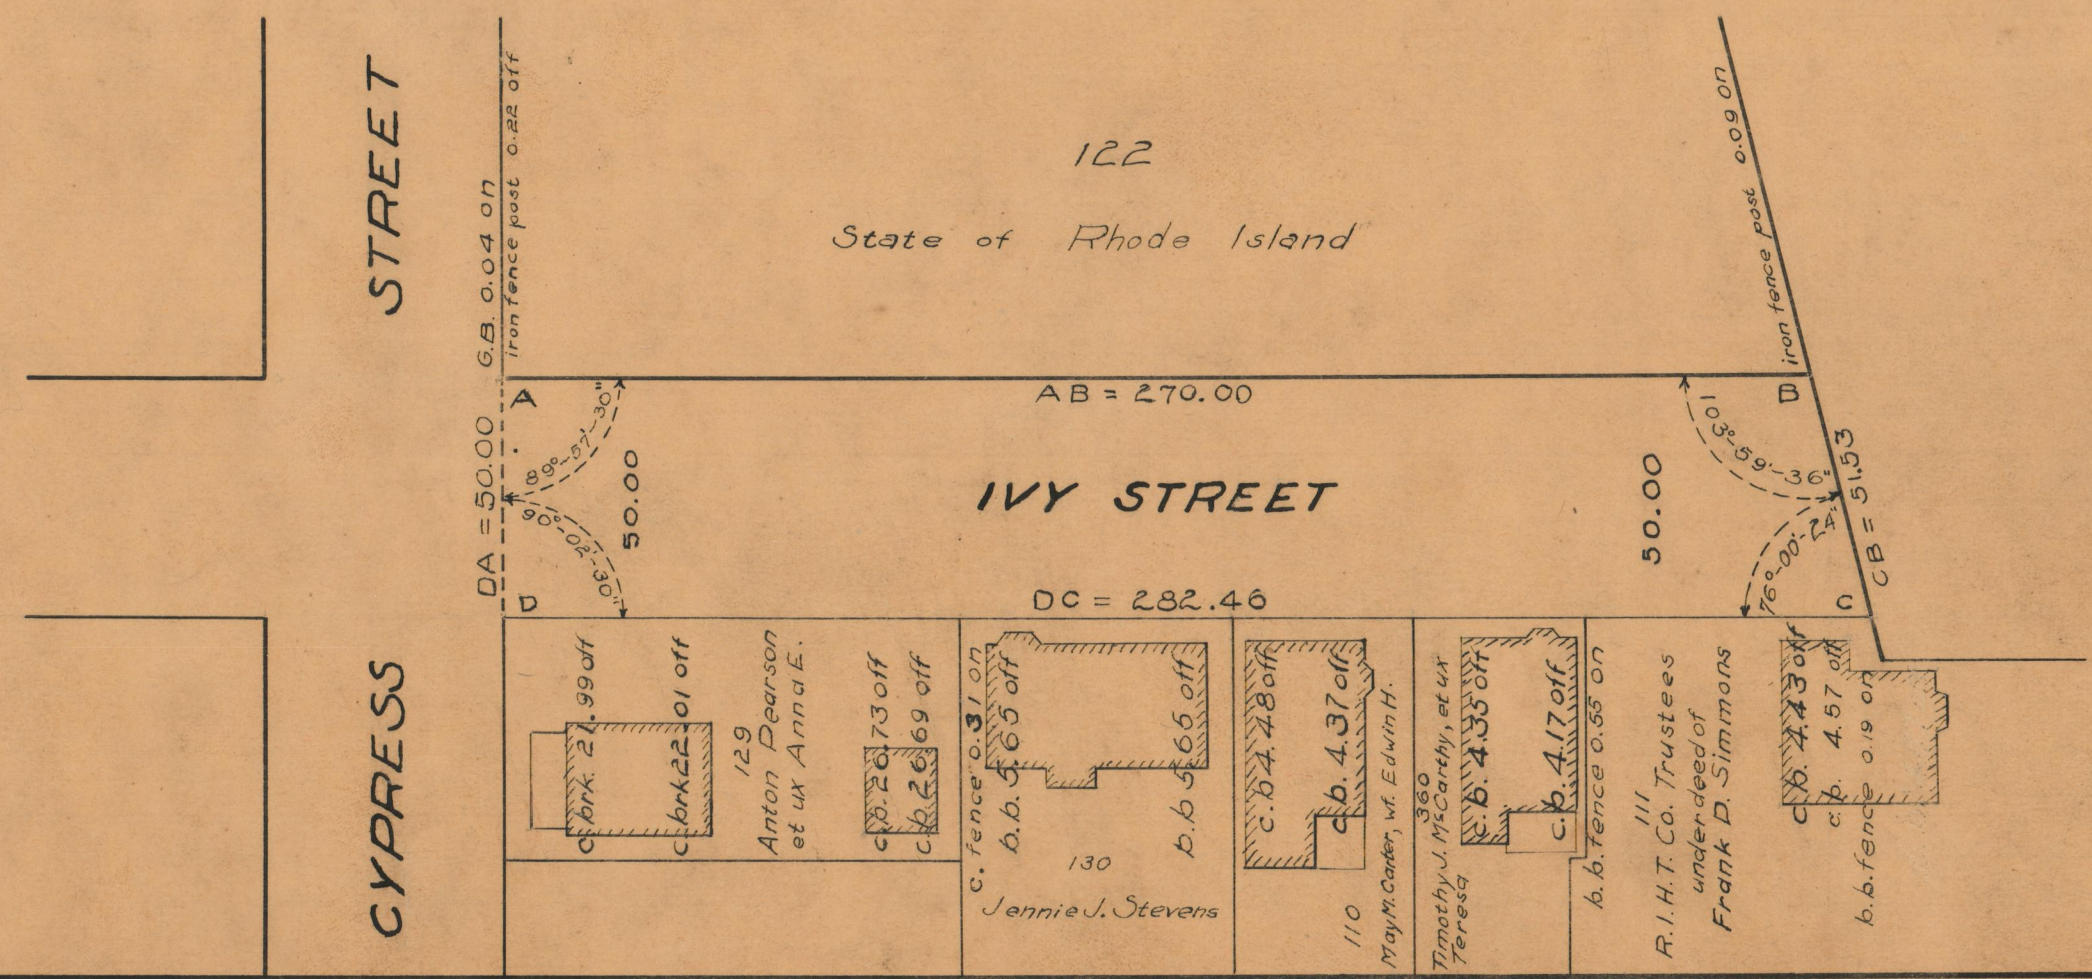 CYPRESS STREET
G.B. 0.04 on
iron fence post 0.22 off
122
State of Rhode Island
iron fence post 0.09 on
A
AB = 270.00
B
DA = 50.00
89°-57'-30"
90°-02'-30"
50.00
IVY STREET
50.00
103°-59'-36"
76°-00'-24"
CB = 51.53
D
DC = 282.46
C
c. brk. 21.99 off
c. brk 22.01 off
129
Anton Pearson
et ux Anna E.
c.b. 26.73 off
c.b. 26.69 off
c. fence 0.31 on
b.b. 5.65 off
b.b. 5.66 off
130
Jennie J. Stevens
c.b 4.48 off
c.b. 4.37 off
110
May M. Carter, wf. Edwin H.
360
Timothy J. McCarthy, et ux
Teresa
c.b. 4.35 off
c.b. 4.17 off
b.b. fence 0.55 on
111
R.I.H.T. Co. Trustees
under deed of
Frank D. Simmons
c.b. 4.43 off
c.b. 4.57 off
b.b. fence 0.19 on